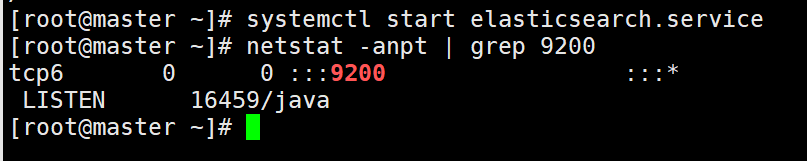 [root@master ~]# systemctl start elasticsearch.service
[root@master ~]# netstat -anpt | grep 9200
tcp6       0      0 :::9200                 :::*
 LISTEN      16459/java
[root@master ~]#